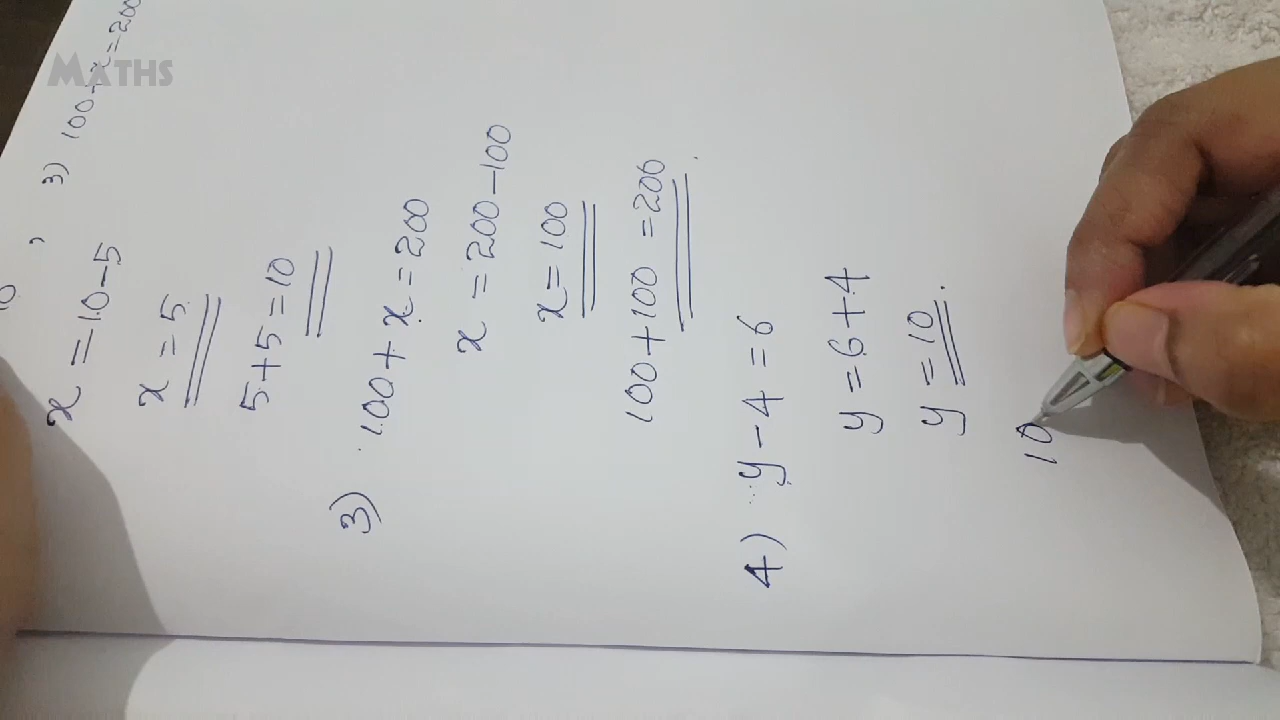 MATHS
3) 100+x=200
x=10-5
x=5
5+5=10
3) 100+x=200
x=200-100
x=100
100+100=200
4) y-4=6
y=6+4
y=10
10